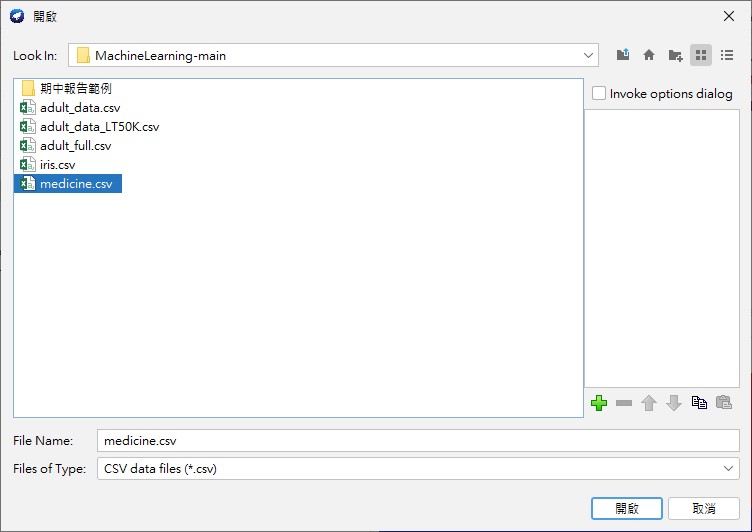 開啟
Look In: MachineLearning-main
期中報告範例
adult_data.csv
adult_data_LT50K.csv
adult_full.csv
iris.csv
medicine.csv
Invoke options dialog
File Name: medicine.csv
Files of Type: CSV data files (*.csv)
開啟 取消